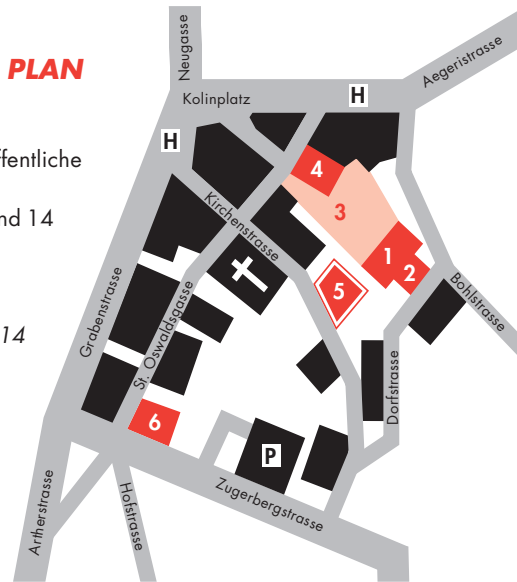 PLAN
Neugasse
Aegeristrasse
Kolinplatz
H
H
ffentliche
4
nd 14
3
Kirchenstrasse
1
2
5
Bohlstrasse
Grabenstrasse
St. Oswaldsgasse
14
Dorfstrasse
6
P
Zugerbergstrasse
Artherstrasse
Hofstrasse